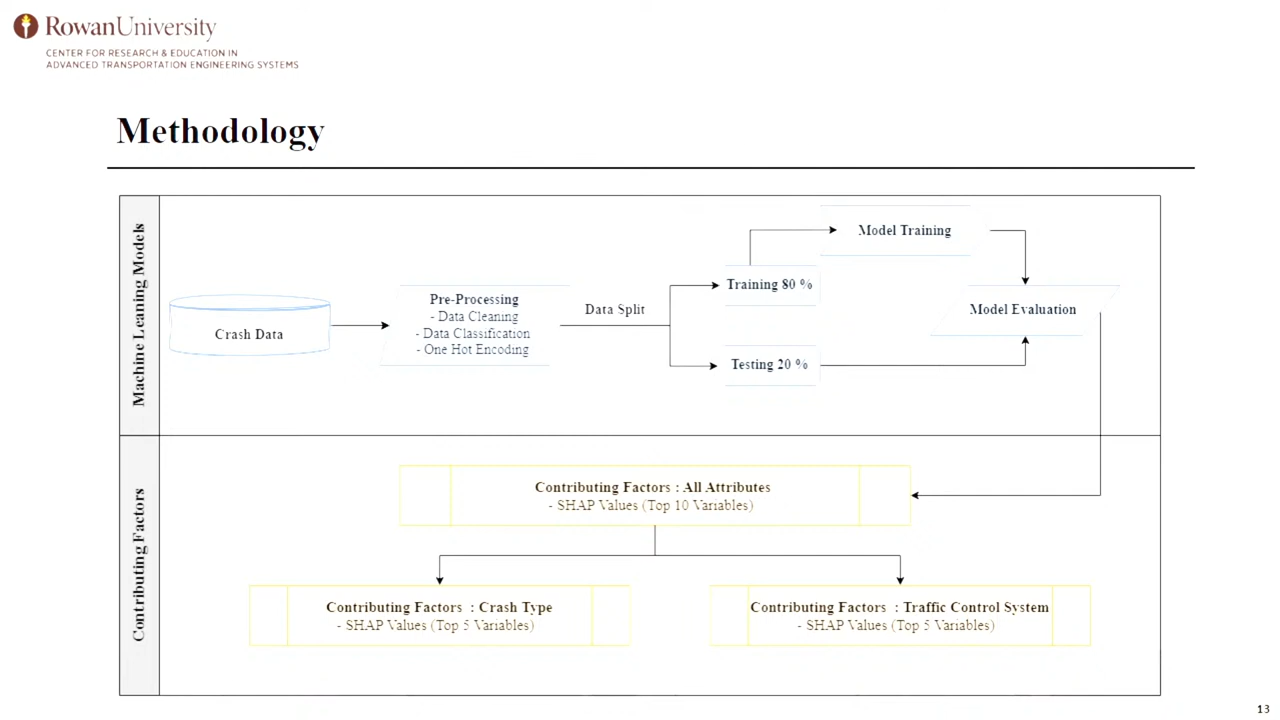 Rowan University
CENTER FOR RESEARCH & EDUCATION IN
ADVANCED TRANSPORTATION ENGINEERING SYSTEMS
Methodology
Machine Leaning Models
Crash Data
Pre-Processing
- Data Cleaning
- Data Classification
- One Hot Encoding
Data Split
Training 80 %
Testing 20 %
Model Training
Model Evaluation
Contributing Factors
Contributing Factors : All Attributes
- SHAP Values (Top 10 Variables)
Contributing Factors : Crash Type
- SHAP Values (Top 5 Variables)
Contributing Factors : Traffic Control System
- SHAP Values (Top 5 Variables)
13